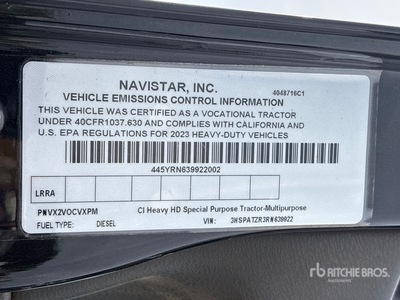 NAVISTAR, INC.
4048716C1
VEHICLE EMISSIONS CONTROL INFORMATION
THIS VEHICLE WAS CERTIFIED AS A VOCATIONAL TRACTOR
UNDER 40CFR1037.630 AND COMPLIES WITH CALIFORNIA AND
U.S. EPA REGULATIONS FOR 2023 HEAVY-DUTY VEHICLES
445YRN639922002
LRRA
PNVX2VOCVXPM CI Heavy HD Special Purpose Tractor-Multipurpose
FUEL TYPE: DIESEL VIN: 3HSPATZR3RN639922
rb RITCHIE BROS.